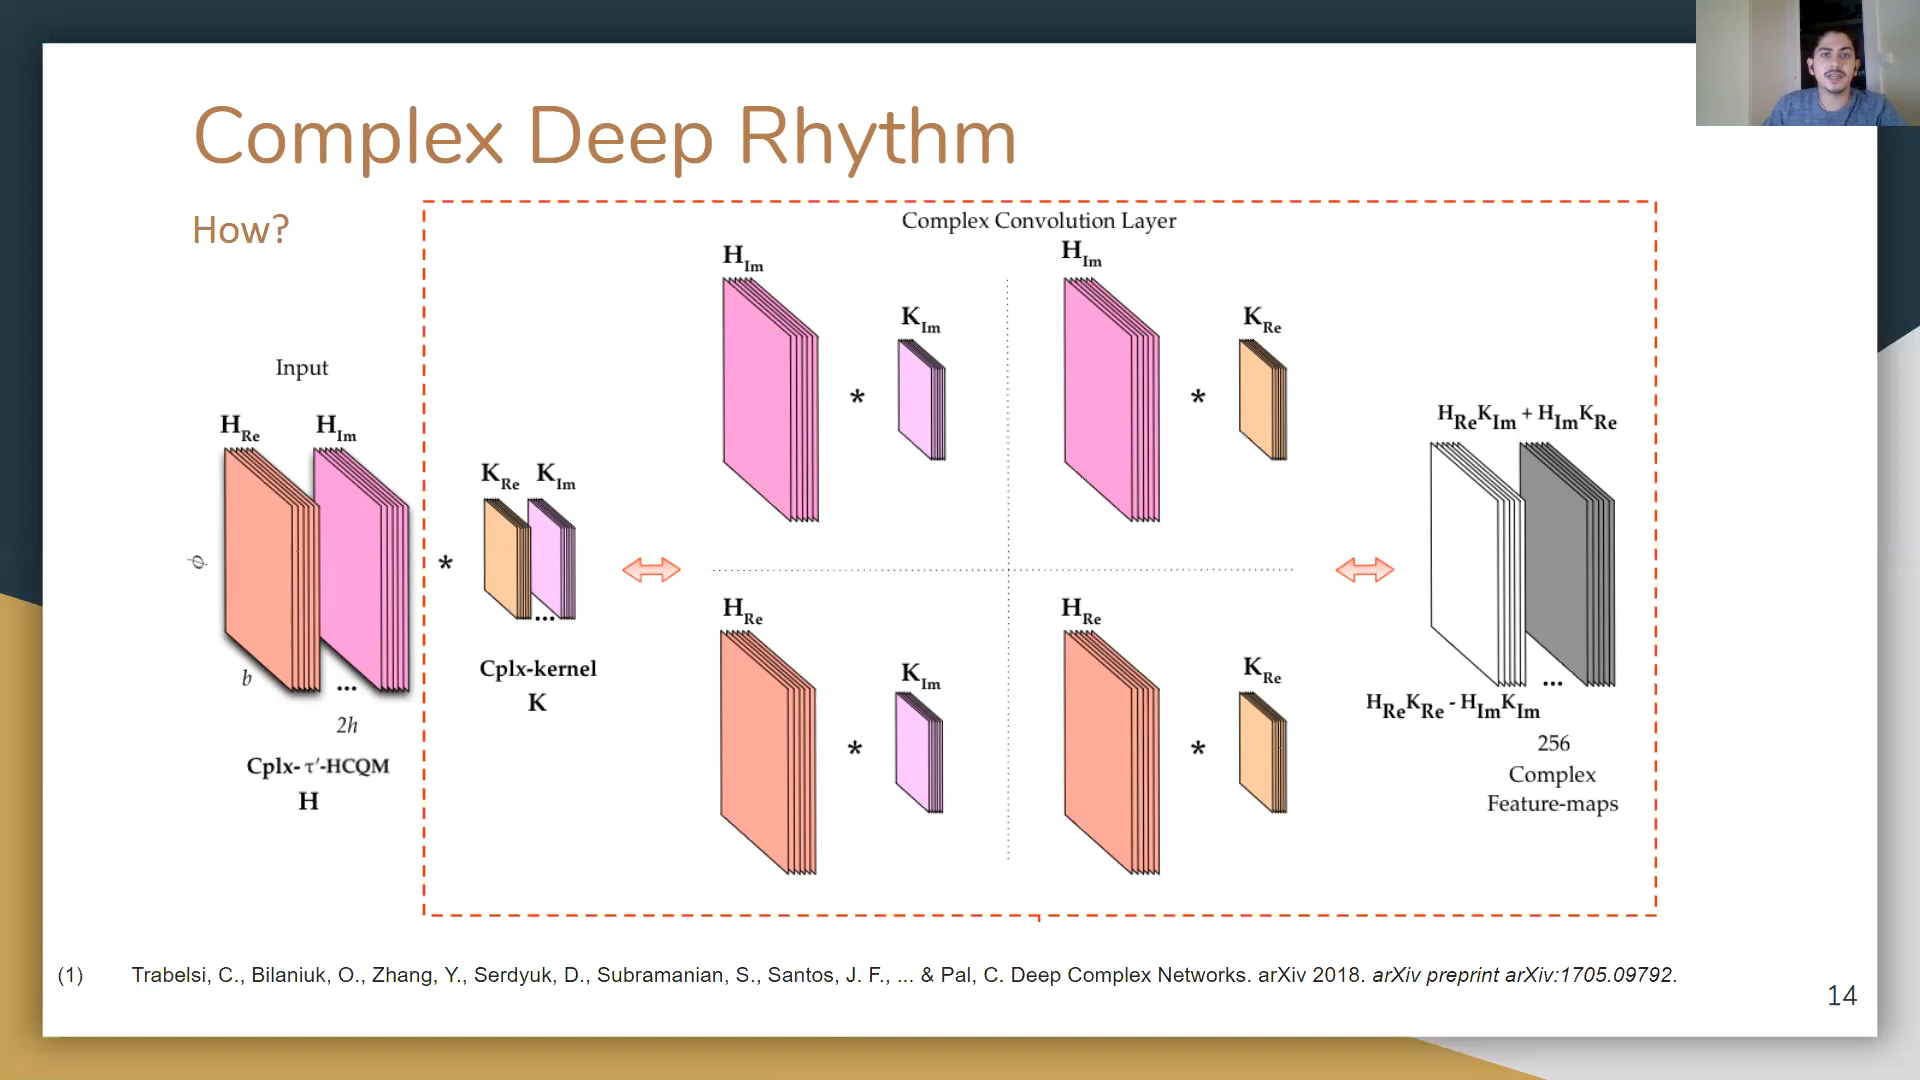 Complex Deep Rhythm
How?
Complex Convolution Layer
H_Im
H_Im
K_Im
K_Re
*
*
Input
H_Re H_Im
K_Re K_Im
H_ReK_Im + H_ImK_Re
ϕ
*
...
H_Re
H_Re
K_Im
K_Re
*
*
b
...
2h
Cplx-kernel
K
...
H_ReK_Re - H_ImK_Im
256
Complex
Feature-maps
Cplx- τ′-HCQM
H
(1) Trabelsi, C., Bilaniuk, O., Zhang, Y., Serdyuk, D., Subramanian, S., Santos, J. F., ... & Pal, C. Deep Complex Networks. arXiv 2018. arXiv preprint arXiv:1705.09792.
14